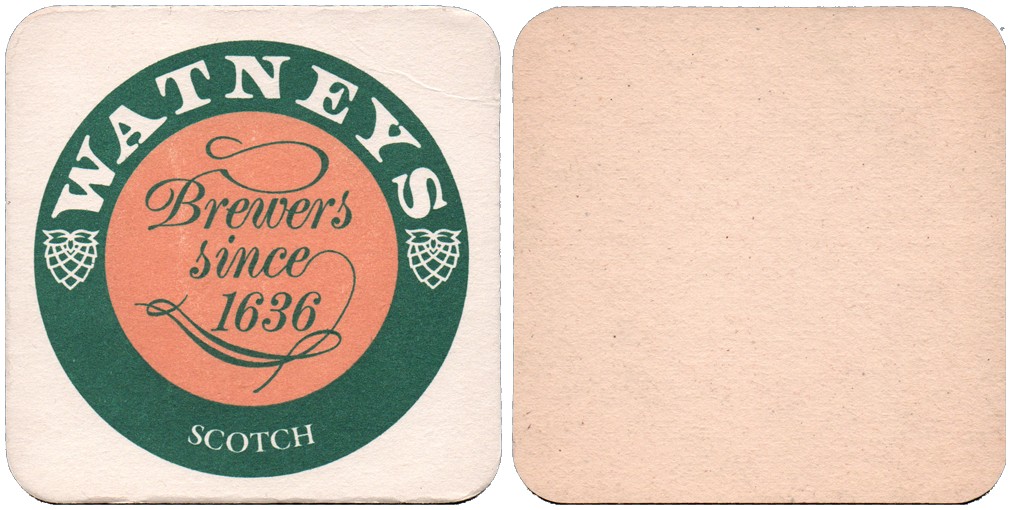 WATNEYS
Brewers
since
1636
SCOTCH